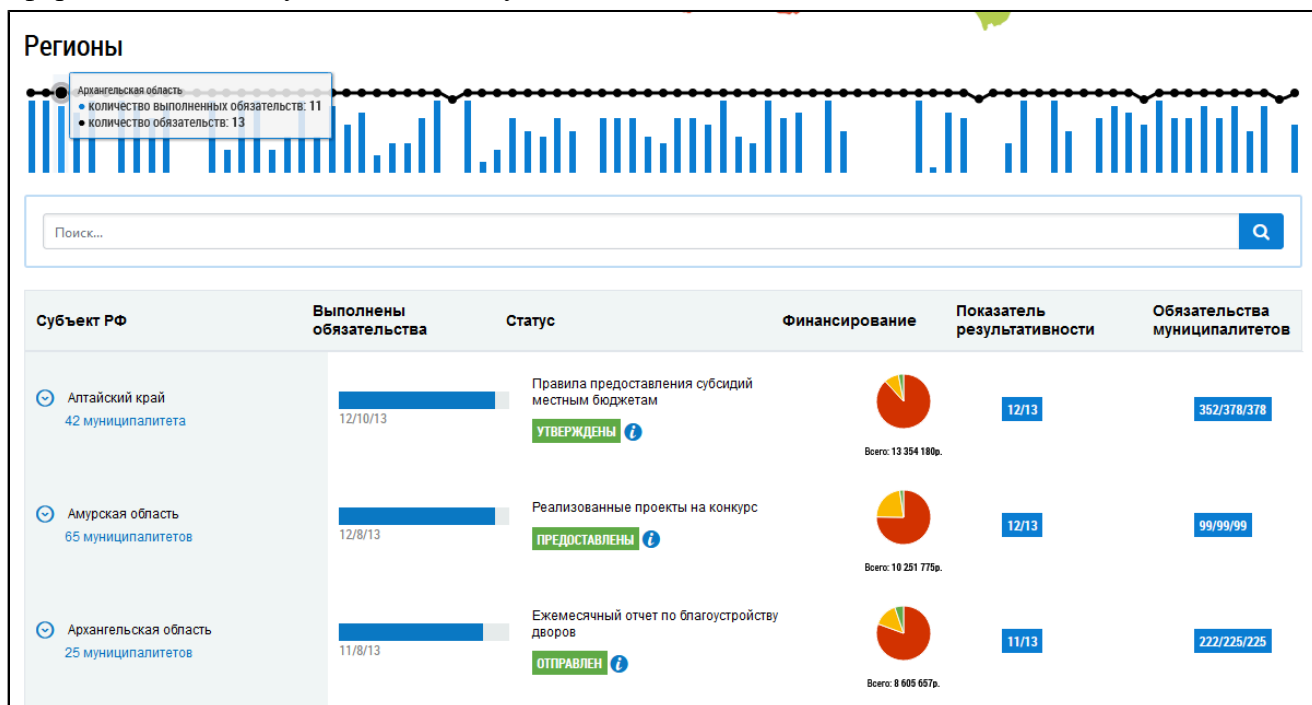 Регионы
Архангельская область
количество выполненных обязательств: 11
количество обязательств: 13
Поиск...
Субъект РФ
Выполнены обязательства
Статус
Финансирование
Показатель результативности
Обязательства муниципалитетов
Алтайский край
42 муниципалитета
12/10/13
Правила предоставления субсидий
местным бюджетам
УТВЕРЖДЕНЫ
Всего: 13 354 180р.
12/13
352/378/378
Амурская область
65 муниципалитетов
12/8/13
Реализованные проекты на конкурс
ПРЕДОСТАВЛЕНЫ
Всего: 10 251 775р.
12/13
99/99/99
Архангельская область
25 муниципалитетов
11/8/13
Ежемесячный отчет по благоустройству
дворов
ОТПРАВЛЕН
Всего: 8 605 657р.
11/13
222/225/225